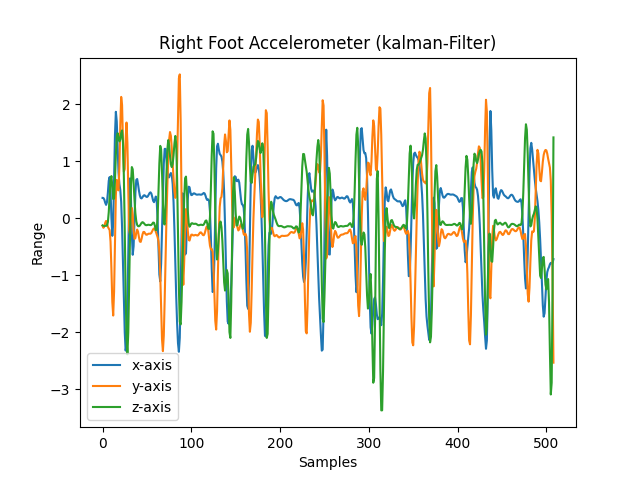 Right Foot Accelerometer (kalman-Filter)
Range
2
1
0
−1
−2
−3
x-axis
y-axis
z-axis
0 100 200 300 400 500
Samples